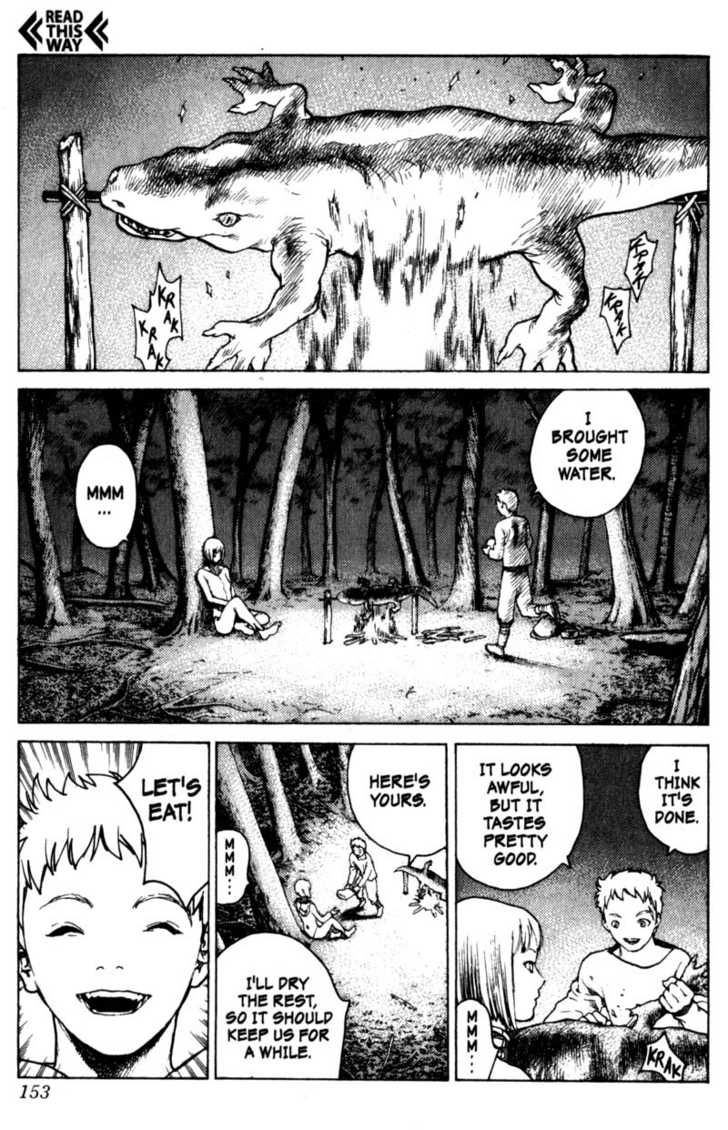 READ
THIS
WAY
KRAK
KRAK
KRAK
KRAK
I
BROUGHT
SOME
WATER.
MMM
...
I
THINK
IT'S
DONE.
IT LOOKS
AWFUL,
BUT IT
TASTES
PRETTY
GOOD.
MMM...
KRAK
HERE'S
YOURS.
MMM...
I'LL DRY
THE REST,
SO IT SHOULD
KEEP US FOR
A WHILE.
LET'S
EAT!
153